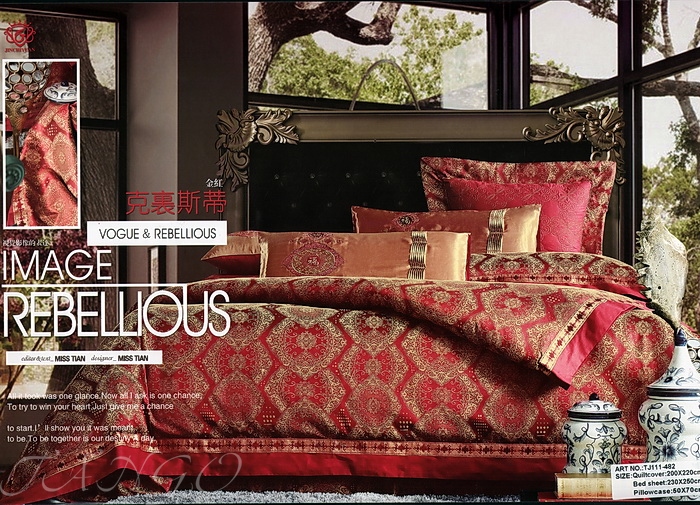 金红
克裏斯蒂
VOGUE & REBELLIOUS
IMAGE
REBELLIOUS
editor&text_ MISS TIAN designer_ MISS TIAN
All it took was one glance.Now all I ask is one chance,
To try to win your heart.Just give me a chance
to start.I'll show you it was meant
to be.To be together is our destiny.A day
TANGO
ART NO.:TJ111-482
SIZE:Quiltcover:200X220cm
Bed sheet:230X250cm
Pillowcase:50X70cm